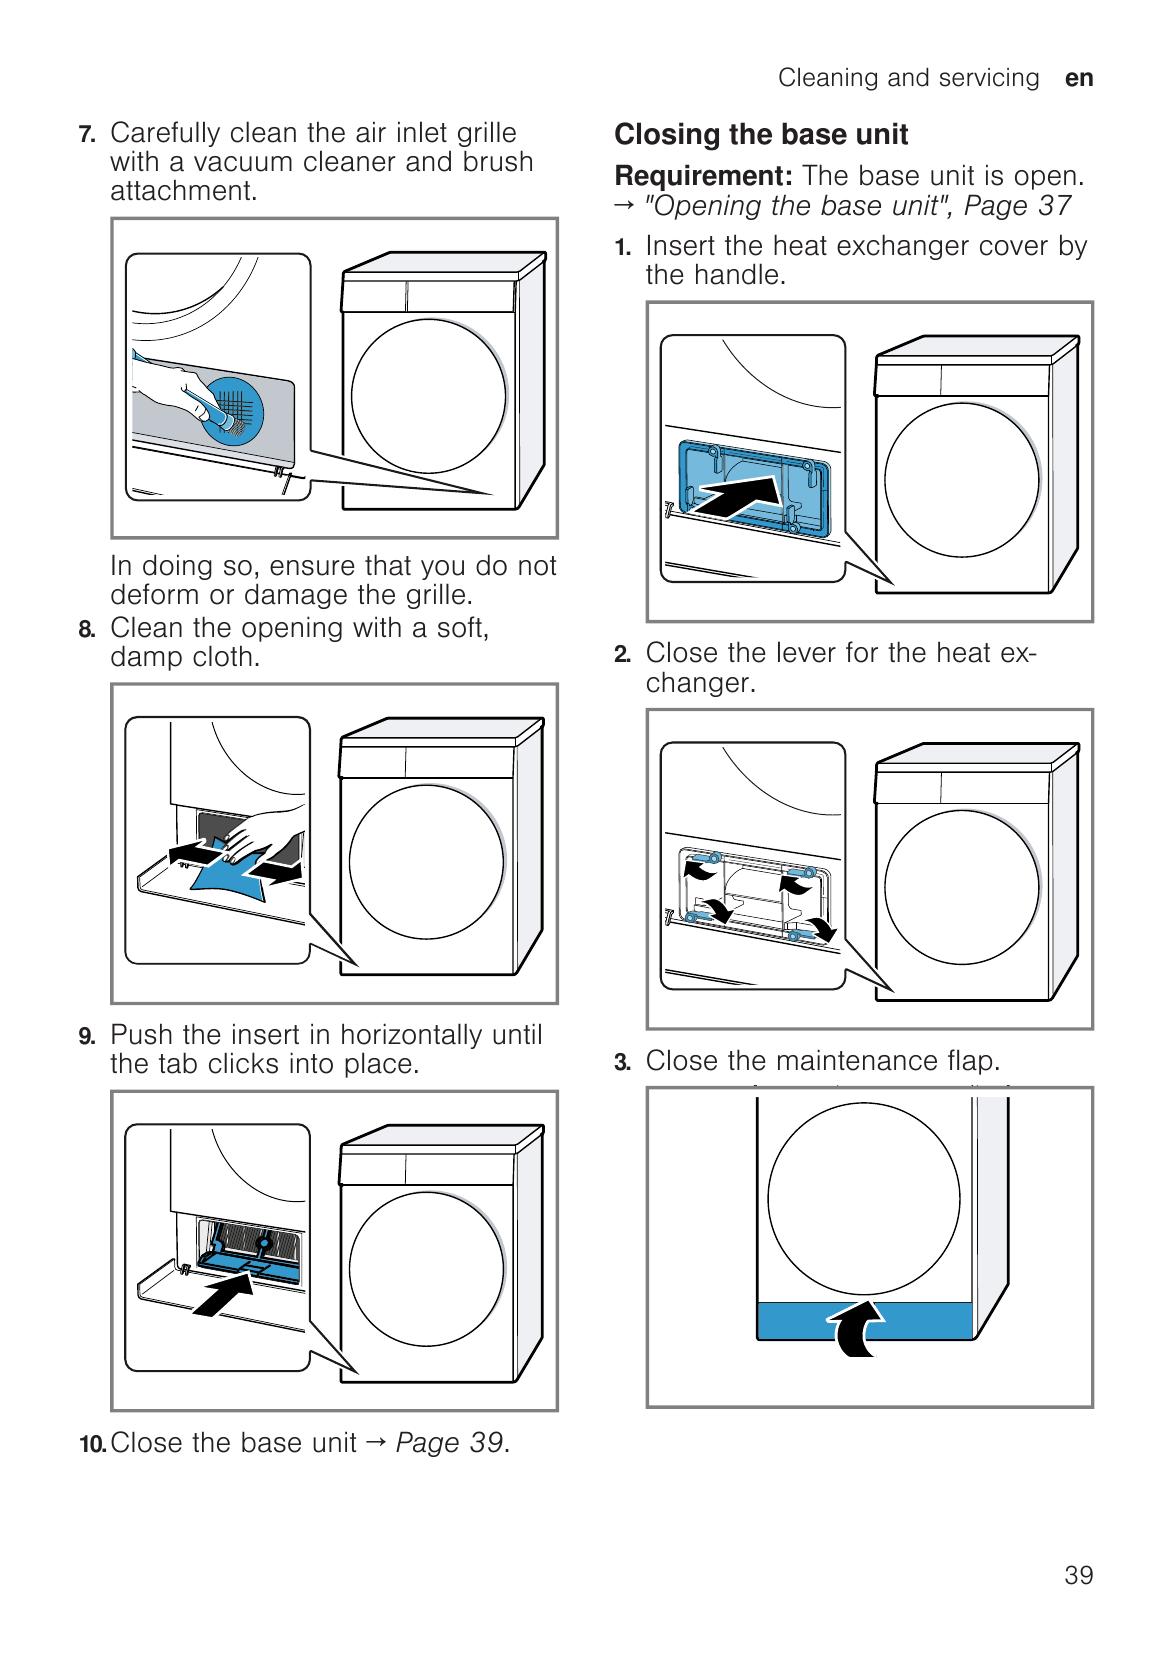 Cleaning and servicing en
7. Carefully clean the air inlet grille
with a vacuum cleaner and brush
attachment.
In doing so, ensure that you do not
deform or damage the grille.
8. Clean the opening with a soft,
damp cloth.
9. Push the insert in horizontally until
the tab clicks into place.
10. Close the base unit → Page 39.
Closing the base unit
Requirement: The base unit is open.
→ "Opening the base unit", Page 37
1. Insert the heat exchanger cover by
the handle.
2. Close the lever for the heat ex-
changer.
3. Close the maintenance flap.
39